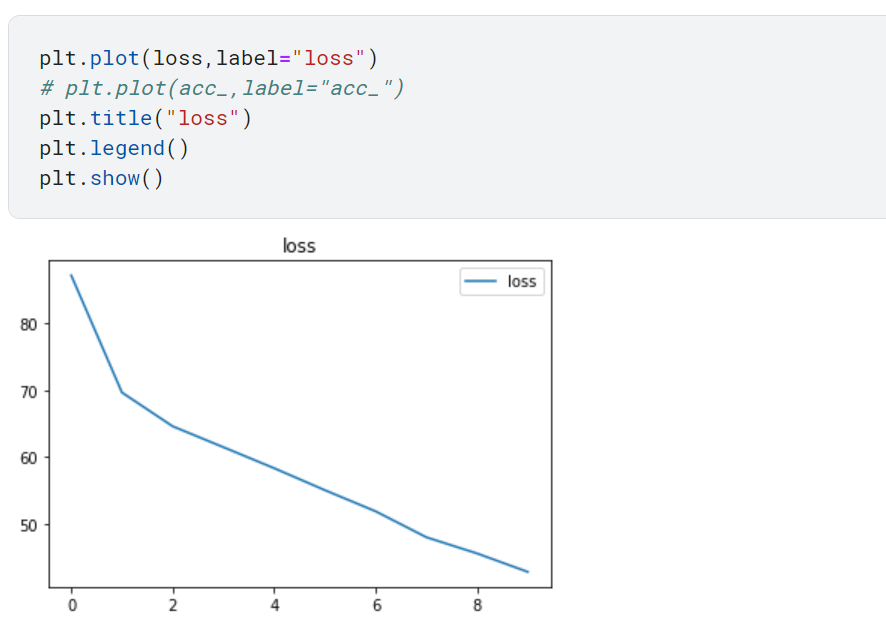 plt.plot(loss,label="loss")
# plt.plot(acc_,label="acc_")
plt.title("loss")
plt.legend()
plt.show()
loss
loss
80
70
60
50
0 2 4 6 8